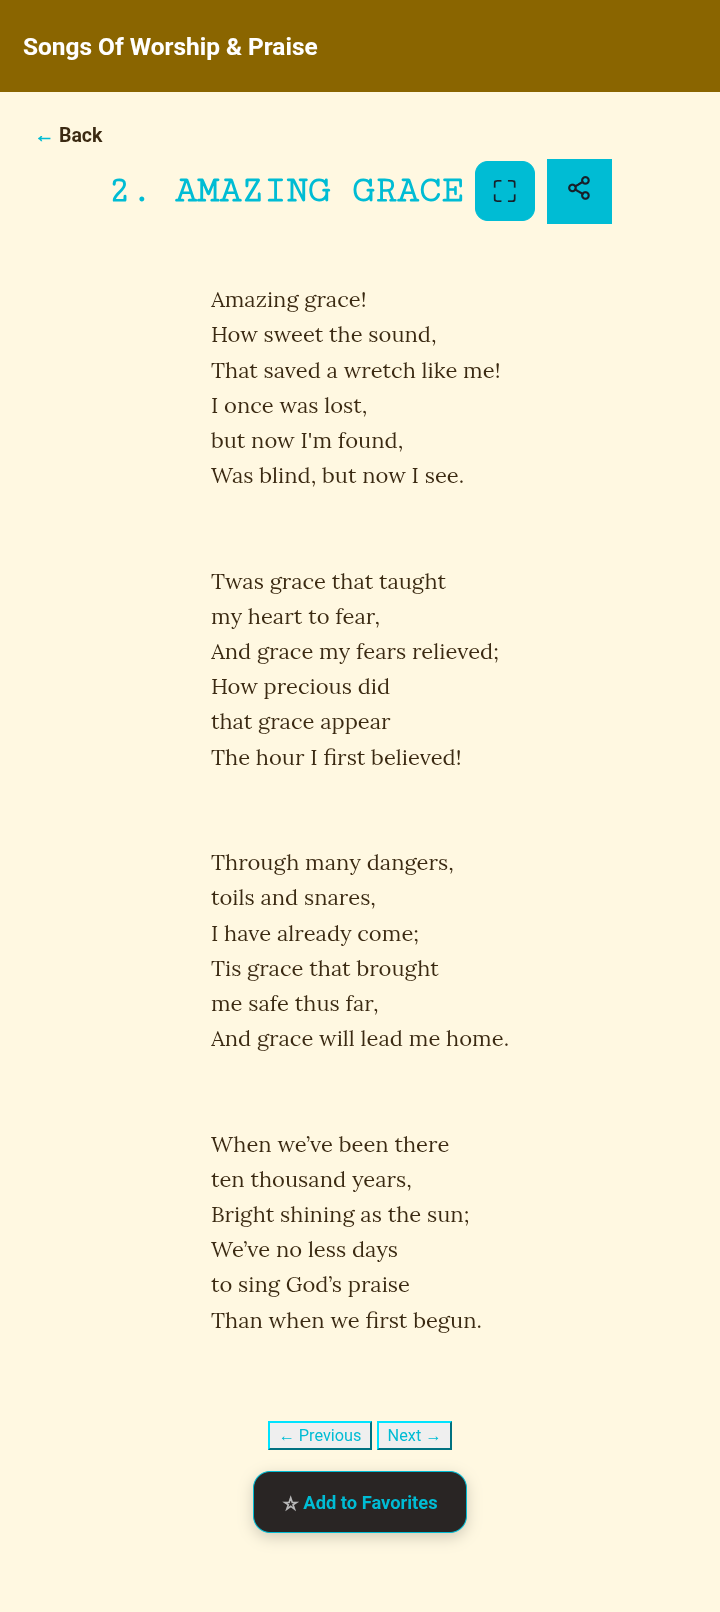 Songs Of Worship & Praise
← Back
2. AMAZING GRACE
Amazing grace!
How sweet the sound,
That saved a wretch like me!
I once was lost,
but now I'm found,
Was blind, but now I see.
Twas grace that taught
my heart to fear,
And grace my fears relieved;
How precious did
that grace appear
The hour I first believed!
Through many dangers,
toils and snares,
I have already come;
Tis grace that brought
me safe thus far,
And grace will lead me home.
When we’ve been there
ten thousand years,
Bright shining as the sun;
We’ve no less days
to sing God’s praise
Than when we first begun.
← Previous Next →
☆ Add to Favorites